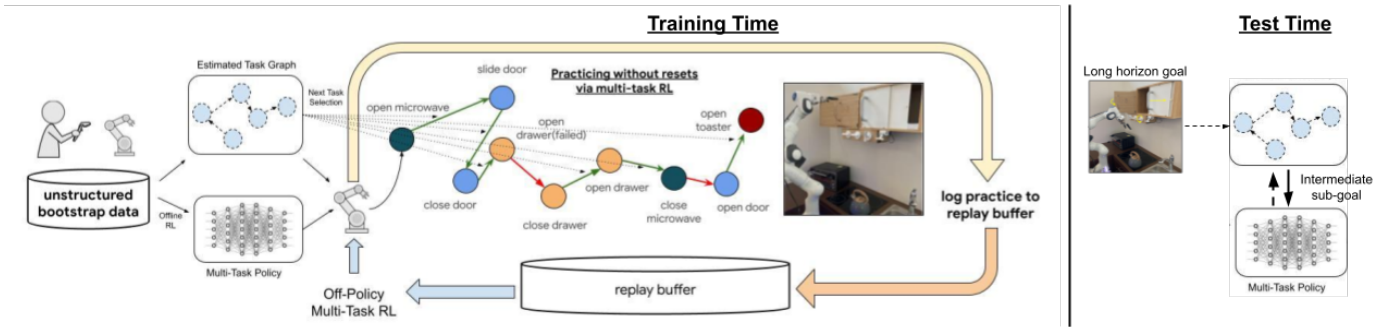 Training Time
Test Time
Estimated Task Graph
Next Task
Selection
unstructured
bootstrap data
Offline
RL
Multi-Task Policy
Practicing without resets
via multi-task RL
slide door
open microwave
open
drawer(failed)
open
toaster
close door
open drawer
close drawer
close
microwave
open door
log practice to
replay buffer
replay buffer
Off-Policy
Multi-Task RL
Long horizon goal
Intermediate
sub-goal
Multi-Task Policy